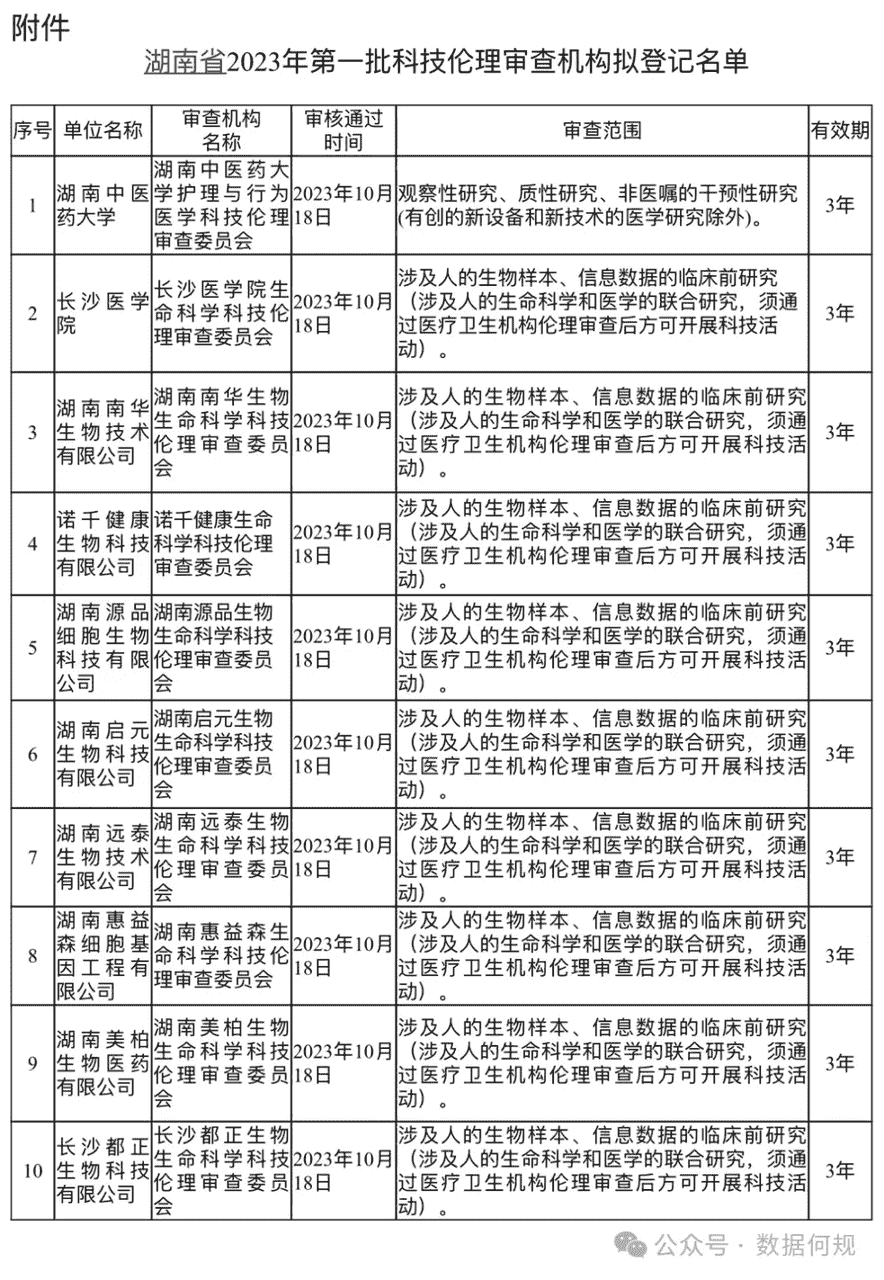 附件
湖南省2023年第一批科技伦理审查机构拟登记名单
序号 单位名称 审查机构 审核通过 审查范围 有效期
名称 时间
1
湖南中医
药大学
湖南中医药大
学护理与行为
医学科技伦理
审查委员会
2023年10月
18日
观察性研究、质性研究、非医嘱的干预性研究
(有创的新设备和新技术的医学研究除外)。
3年
2
长沙医学
院
长沙医学院生
命科学科技伦
理审查委员会
2023年10月
18日
涉及人的生物样本、信息数据的临床前研究
（涉及人的生命科学和医学的联合研究，须通
过医疗卫生机构伦理审查后方可开展科技活
动）。
3年
3
湖南南华
生物技术
有限公司
湖南南华生物
生命科学科技
伦理审查委员
会
2023年10月
18日
涉及人的生物样本、信息数据的临床前研究
（涉及人的生命科学和医学的联合研究，须通
过医疗卫生机构伦理审查后方可开展科技活
动）。
3年
4
诺千健康
生物科技
有限公司
诺千健康生命
科学科技伦理
审查委员会
2023年10月
18日
涉及人的生物样本、信息数据的临床前研究
（涉及人的生命科学和医学的联合研究，须通
过医疗卫生机构伦理审查后方可开展科技活
动）。
3年
5
湖南源品
细胞生物
科技有限
公司
湖南源品生物
生命科学科技
伦理审查委员
会
2023年10月
18日
涉及人的生物样本、信息数据的临床前研究
（涉及人的生命科学和医学的联合研究，须通
过医疗卫生机构伦理审查后方可开展科技活
动）。
3年
6
湖南启元
生物科技
有限公司
湖南启元生物
生命科学科技
伦理审查委员
会
2023年10月
18日
涉及人的生物样本、信息数据的临床前研究
（涉及人的生命科学和医学的联合研究，须通
过医疗卫生机构伦理审查后方可开展科技活
动）。
3年
7
湖南远泰
生物技术
有限公司
湖南远泰生物
生命科学科技
伦理审查委员
会
2023年10月
18日
涉及人的生物样本、信息数据的临床前研究
（涉及人的生命科学和医学的联合研究，须通
过医疗卫生机构伦理审查后方可开展科技活
动）。
3年
8
湖南惠益
森细胞基
因工程有
限公司
湖南惠益森生
命科学科技伦
理审查委员会
2023年10月
18日
涉及人的生物样本、信息数据的临床前研究
（涉及人的生命科学和医学的联合研究，须通
过医疗卫生机构伦理审查后方可开展科技活
动）。
3年
9
湖南美柏
生物医药
有限公司
湖南美柏生物
生命科学科技
伦理审查委员
会
2023年10月
18日
涉及人的生物样本、信息数据的临床前研究
（涉及人的生命科学和医学的联合研究，须通
过医疗卫生机构伦理审查后方可开展科技活
动）。
3年
10
长沙都正
生物科技
有限公司
长沙都正生物
生命科学科技
伦理审查委员
会
2023年10月
18日
涉及人的生物样本、信息数据的临床前研究
（涉及人的生命科学和医学的联合研究，须通
过医疗卫生机构伦理审查后方可开展科技活
动）。
3年
公众号 · 数据何规